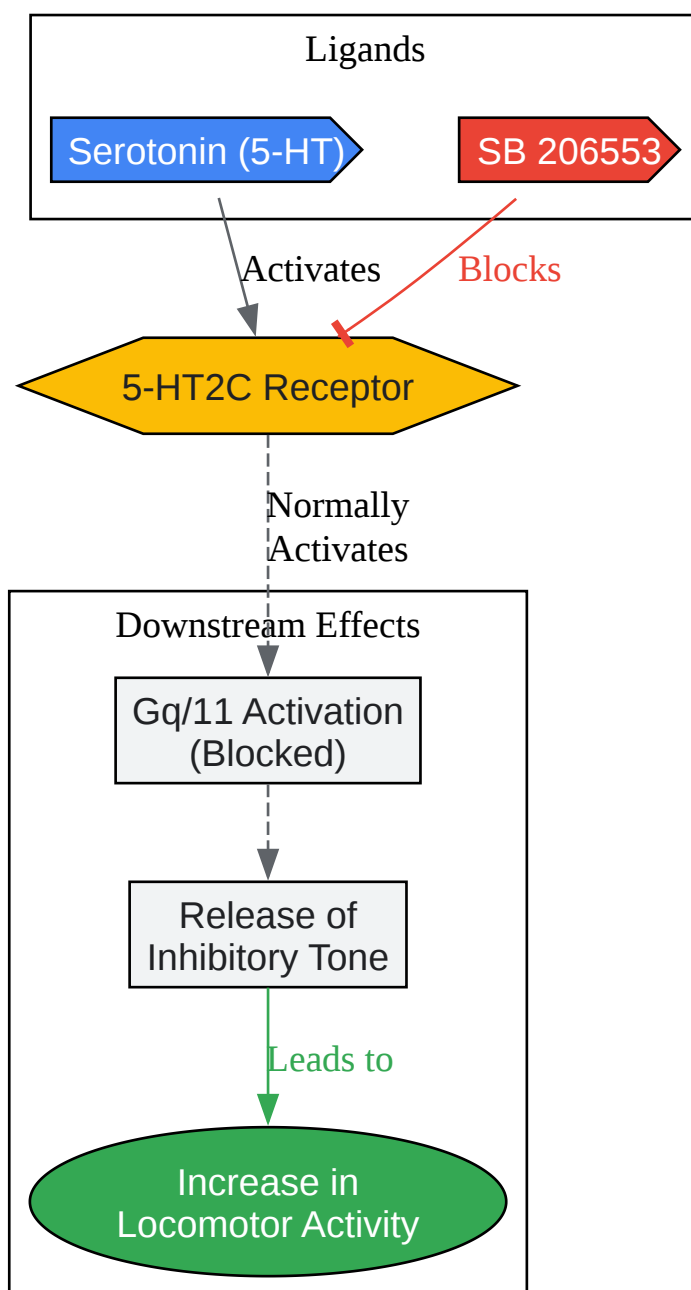 Ligands
Serotonin (5-HT)
SB 206553
Activates
Blocks
5-HT2C Receptor
Normally
Activates
Downstream Effects
Gq/11 Activation
(Blocked)
Release of
Inhibitory Tone
Leads to
Increase in
Locomotor Activity